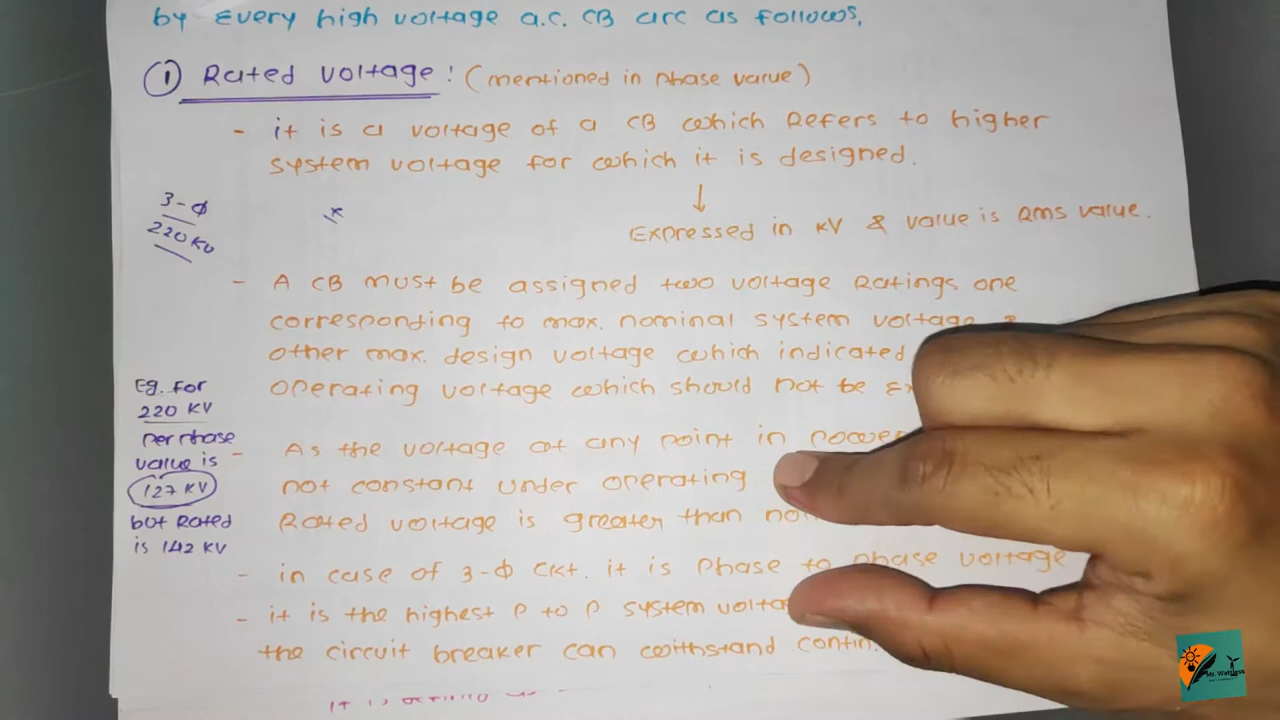 by Every high voltage a.c. CB are as follows,
① Rated voltage: (mentioned in phase value)
- it is a voltage of a CB which Refers to higher
system voltage for which it is designed.
↓
Expressed in KV & value is RMS value.
3-φ
220 KV
- A CB must be assigned two voltage Ratings one
corresponding to max. nominal system voltage
other max. design voltage which indicated
operating voltage which should not be
Eg. for
220 KV
per phase
value is
127 KV
but Rated
is 142 KV
- As the voltage at any point in power
not constant under operating
Rated voltage is greater than
- in case of 3-φ ckt. it is phase to phase voltage
- it is the highest P to P system
the circuit breaker can withstand
it is
Mr. Wattless